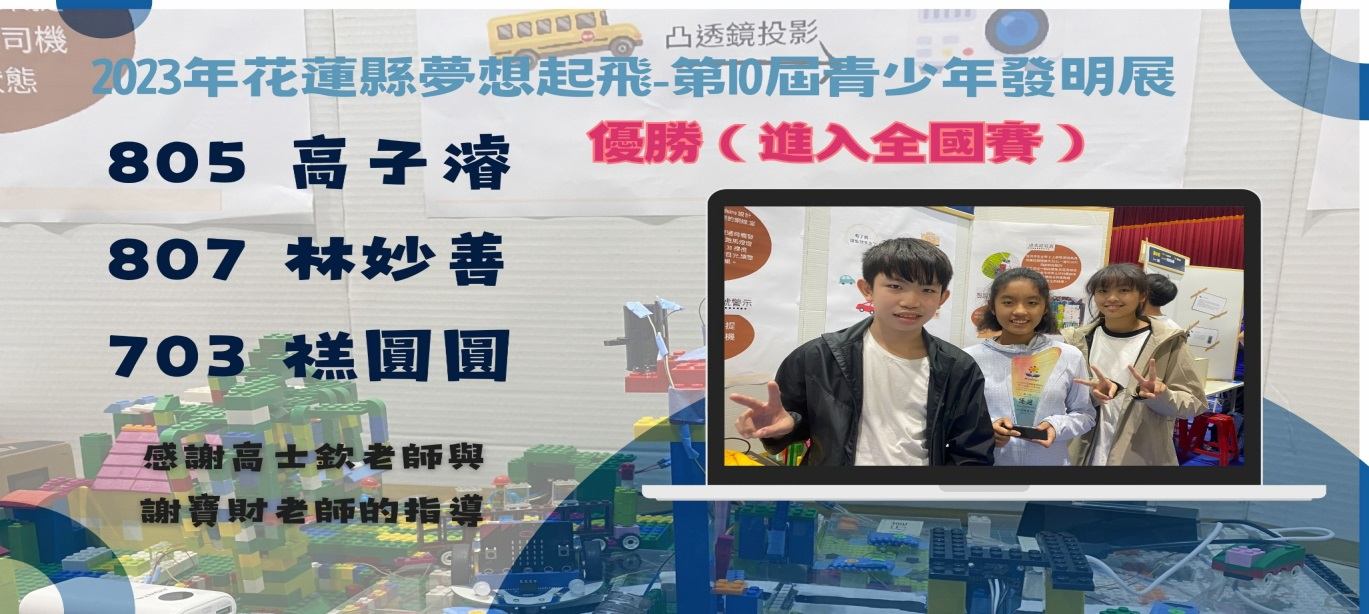 司機
態
凸透鏡投影
2023年花蓮縣夢想起飛-第10屆青少年發明展
優勝（進入全國賽）
805 高子濬
807 林妙善
703 禚圓圓
感謝高士欽老師與
謝寶財老師的指導
號警示